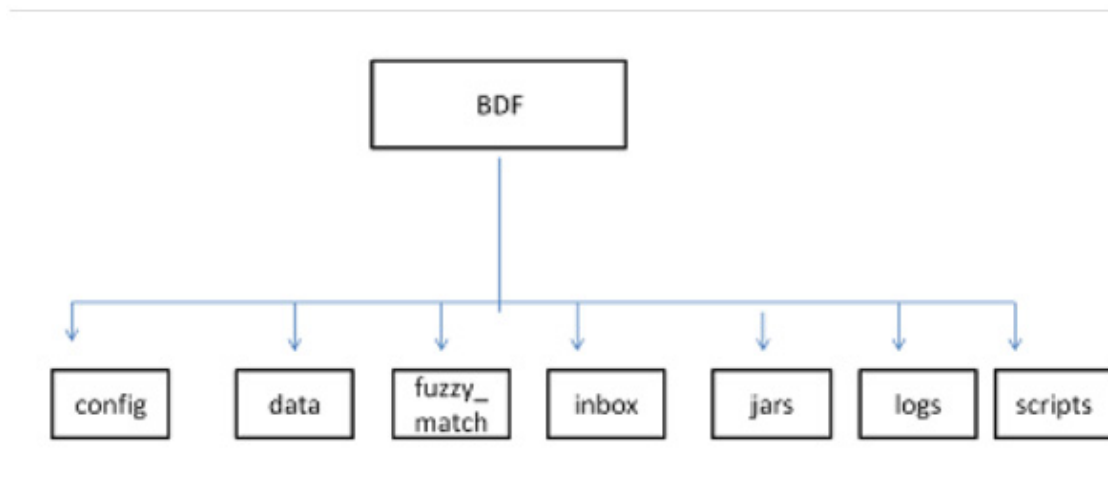 BDF
config
data
fuzzy_
match
inbox
jars
logs
scripts